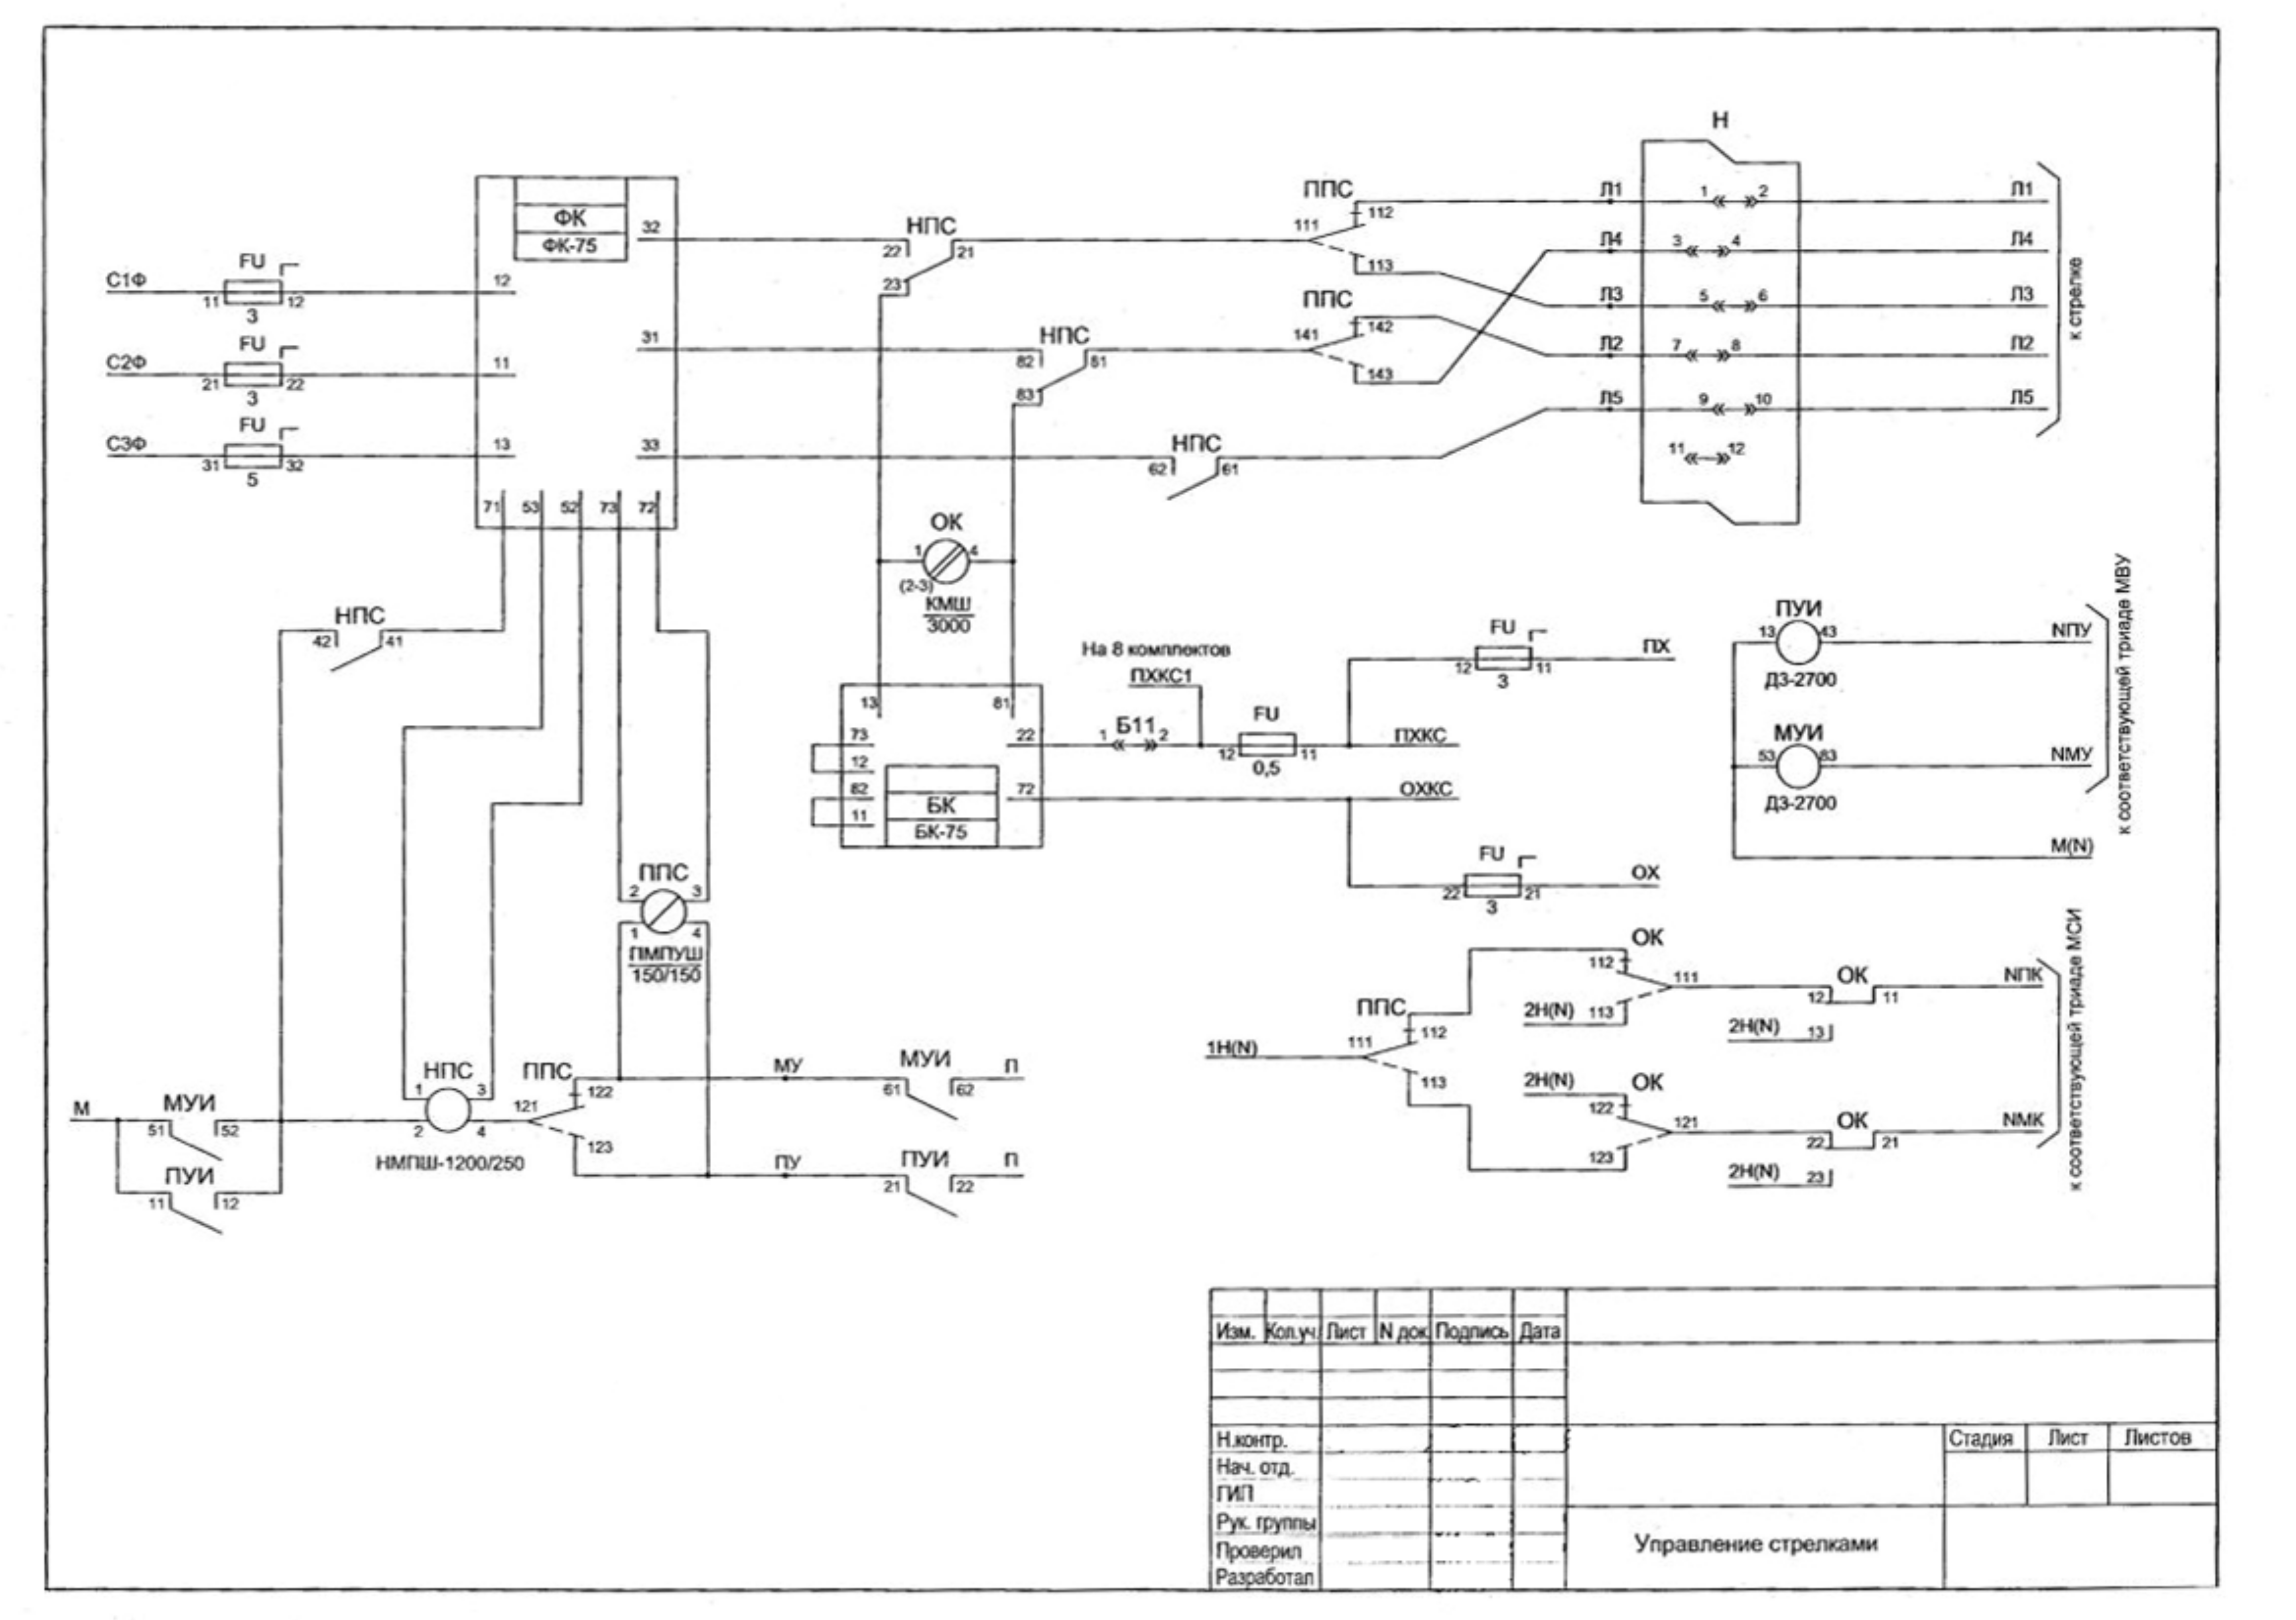 Н
ППС
Л1
1
2
Л1
112
111
113
Л4
3
4
Л4
Л3
5
6
Л3
ППС
142
141
143
Л2
7
8
Л2
Л5
9
10
Л5
11
12
к стрелке
ФК
ФК-75
32
31
33
12
11
13
71
53
52
73
72
С1Ф
FU
11
12
3
С2Ф
FU
21
22
3
С3Ф
FU
31
32
5
НПС
22
21
23
НПС
82
81
83
НПС
62
61
ОК
1
4
(2-3)
КМШ
3000
НПС
42
41
На 8 комплектов
ПХКС1
Б11
1
2
FU
12
11
0,5
FU
12
11
3
ПХ
ПХКС
ОХКС
FU
22
21
3
ОХ
13
81
73
12
82
11
22
72
БК
БК-75
ПУИ
13
43
NПУ
Д3-2700
МУИ
53
83
NМУ
Д3-2700
М(N)
к соответствующей триаде МВУ
ППС
2
3
1
4
ПМПУШ
150/150
НПС
1
3
2
4
НМПШ-1200/250
ППС
122
121
123
МУ
МУИ
61
62
П
ПУ
ПУИ
21
22
П
М
МУИ
51
52
ПУИ
11
12
1Н(N)
ППС
111
112
113
ОК
112
111
2Н(N)
113
ОК
12
11
NПК
2Н(N)
13
2Н(N)
ОК
122
121
123
ОК
22
21
NМК
2Н(N)
23
к соответствующей триаде МСИ
Изм.
Кол.уч.
Лист
N док
Подпись
Дата
Н.контр.
Нач. отд.
ГИП
Рук. группы
Проверил
Разработал
Стадия
Лист
Листов
Управление стрелками